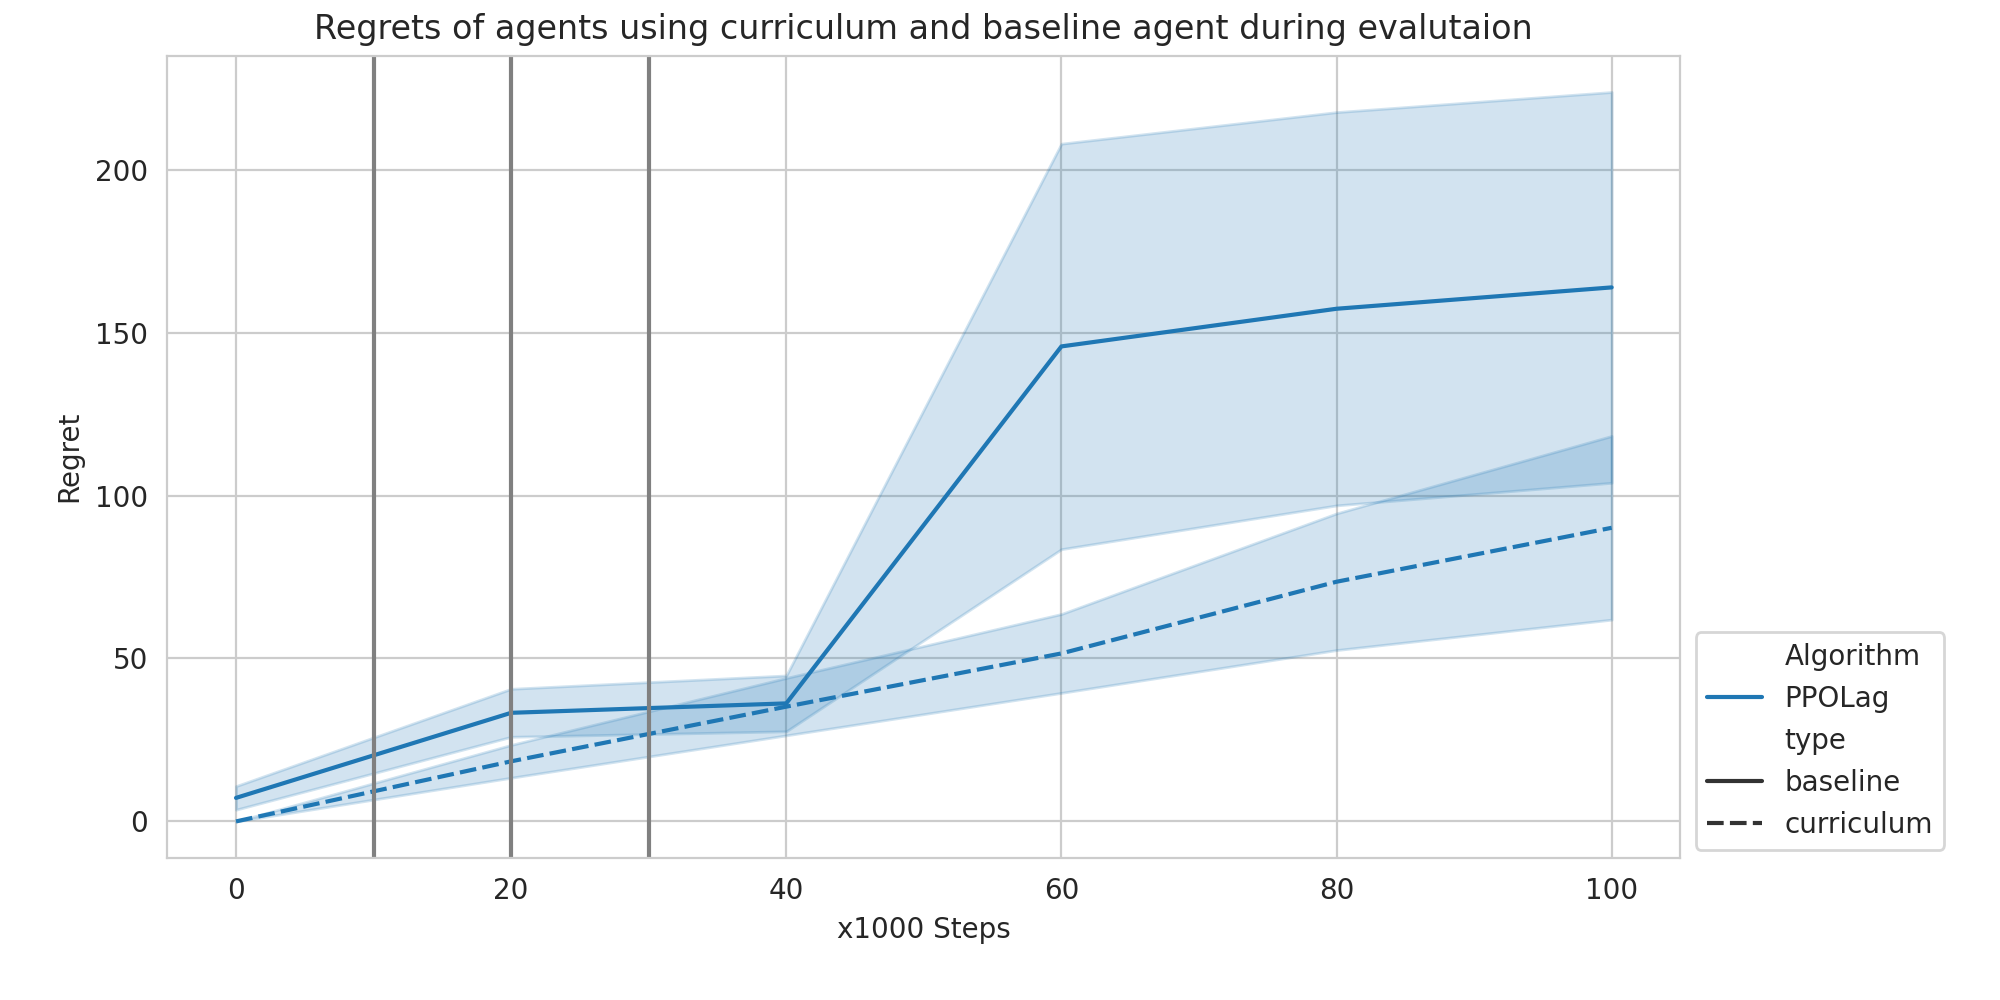 Regrets of agents using curriculum and baseline agent during evalutaion
200
150
100
50
0
Regret
0 20 40 60 80 100
x1000 Steps
Algorithm
PPOLag
type
baseline
curriculum